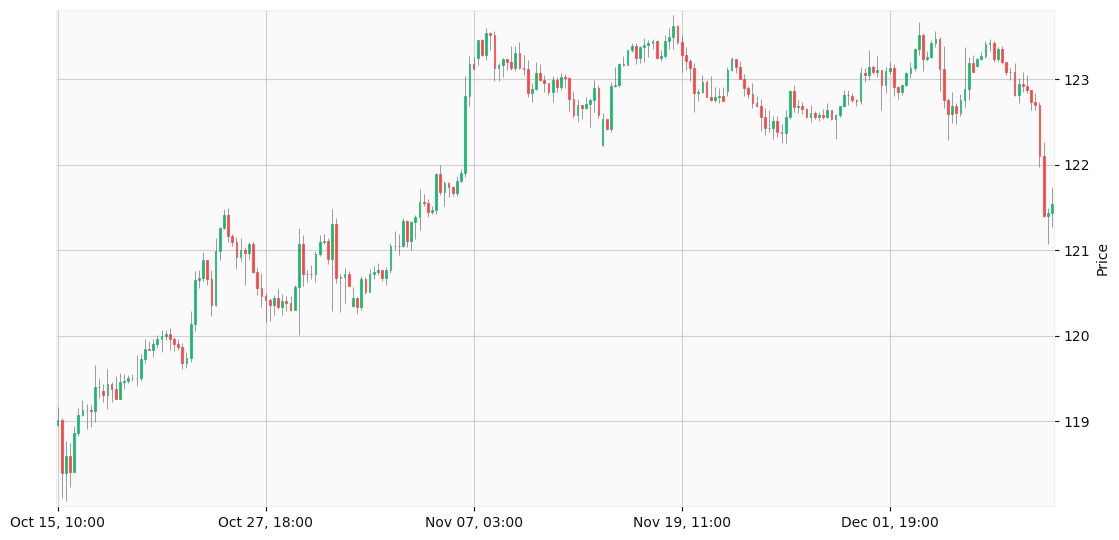 123
122
121
120
119
Price
Oct 15, 10:00
Oct 27, 18:00
Nov 07, 03:00
Nov 19, 11:00
Dec 01, 19:00